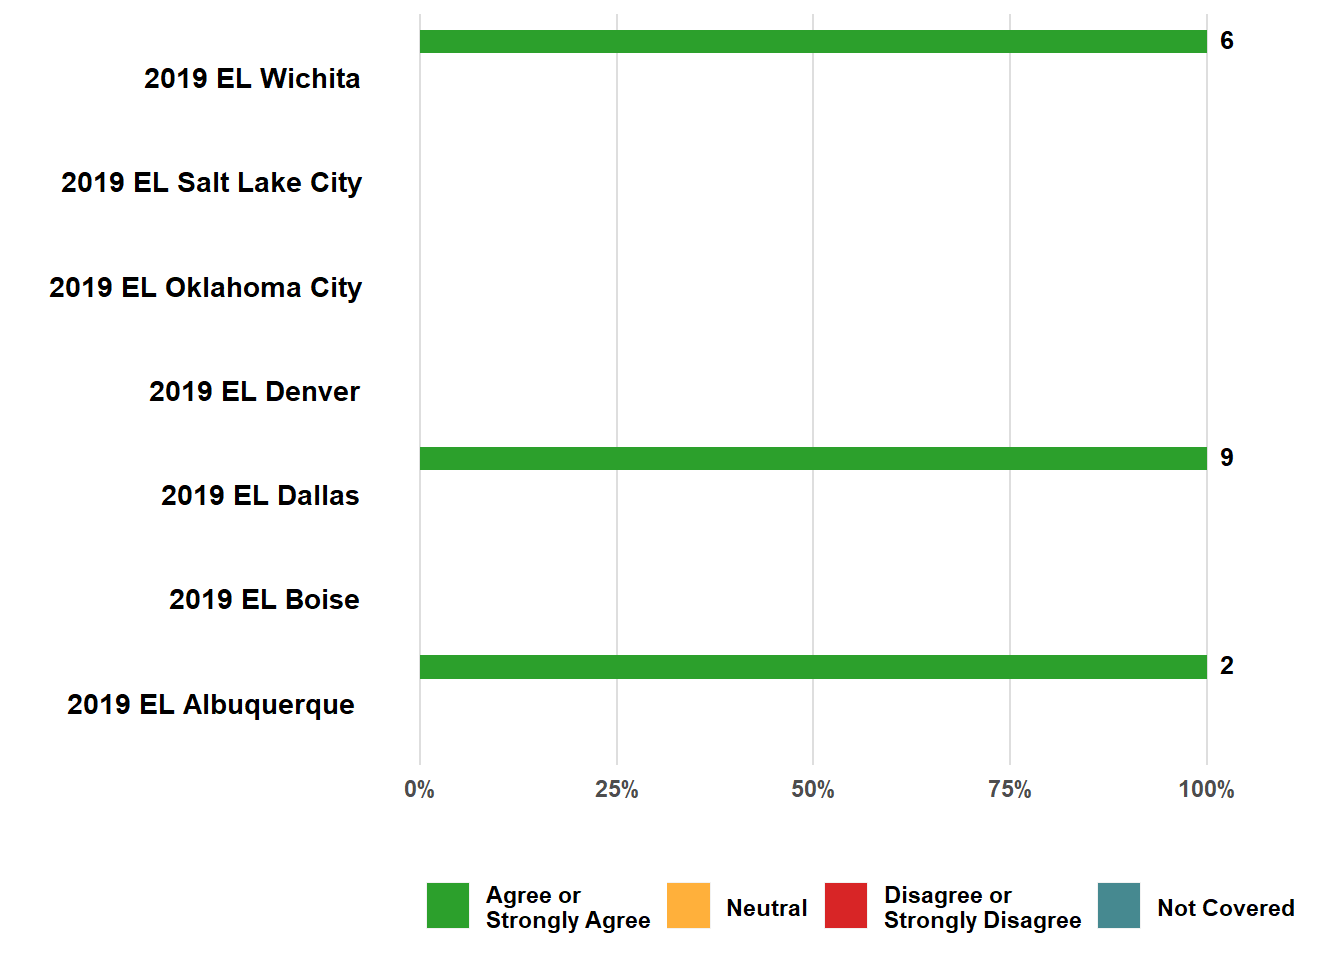 6
2019 EL Wichita
2019 EL Salt Lake City
2019 EL Oklahoma City
2019 EL Denver
9
2019 EL Dallas
2019 EL Boise
2
2019 EL Albuquerque
0% 25% 50% 75% 100%
Agree or
Strongly Agree
Neutral
Disagree or
Strongly Disagree
Not Covered